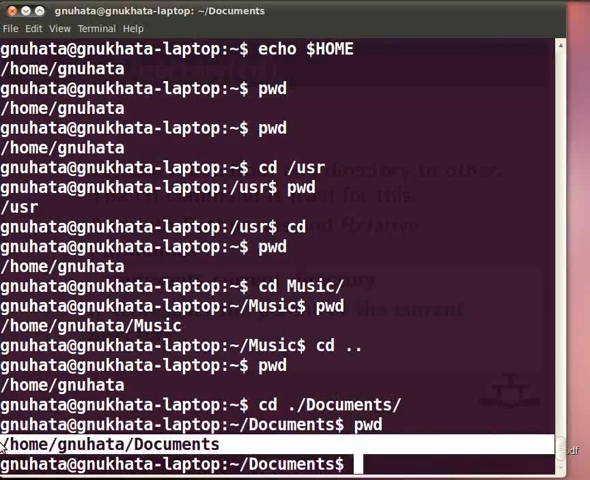 gnuhata@gnukhata-laptop: ~/Documents
File Edit View Terminal Help
gnuhata@gnukhata-laptop:~$ echo $HOME
/home/gnuhata
gnuhata@gnukhata-laptop:~$ pwd
/home/gnuhata
gnuhata@gnukhata-laptop:~$ pwd
/home/gnuhata
gnuhata@gnukhata-laptop:~$ cd /usr
gnuhata@gnukhata-laptop:/usr$ pwd
/usr
gnuhata@gnukhata-laptop:/usr$ cd
gnuhata@gnukhata-laptop:~$ pwd
/home/gnuhata
gnuhata@gnukhata-laptop:~$ cd Music/
gnuhata@gnukhata-laptop:~/Music$ pwd
/home/gnuhata/Music
gnuhata@gnukhata-laptop:~/Music$ cd ..
gnuhata@gnukhata-laptop:~$ pwd
/home/gnuhata
gnuhata@gnukhata-laptop:~$ cd ./Documents/
gnuhata@gnukhata-laptop:~/Documents$ pwd
/home/gnuhata/Documents
gnuhata@gnukhata-laptop:~/Documents$